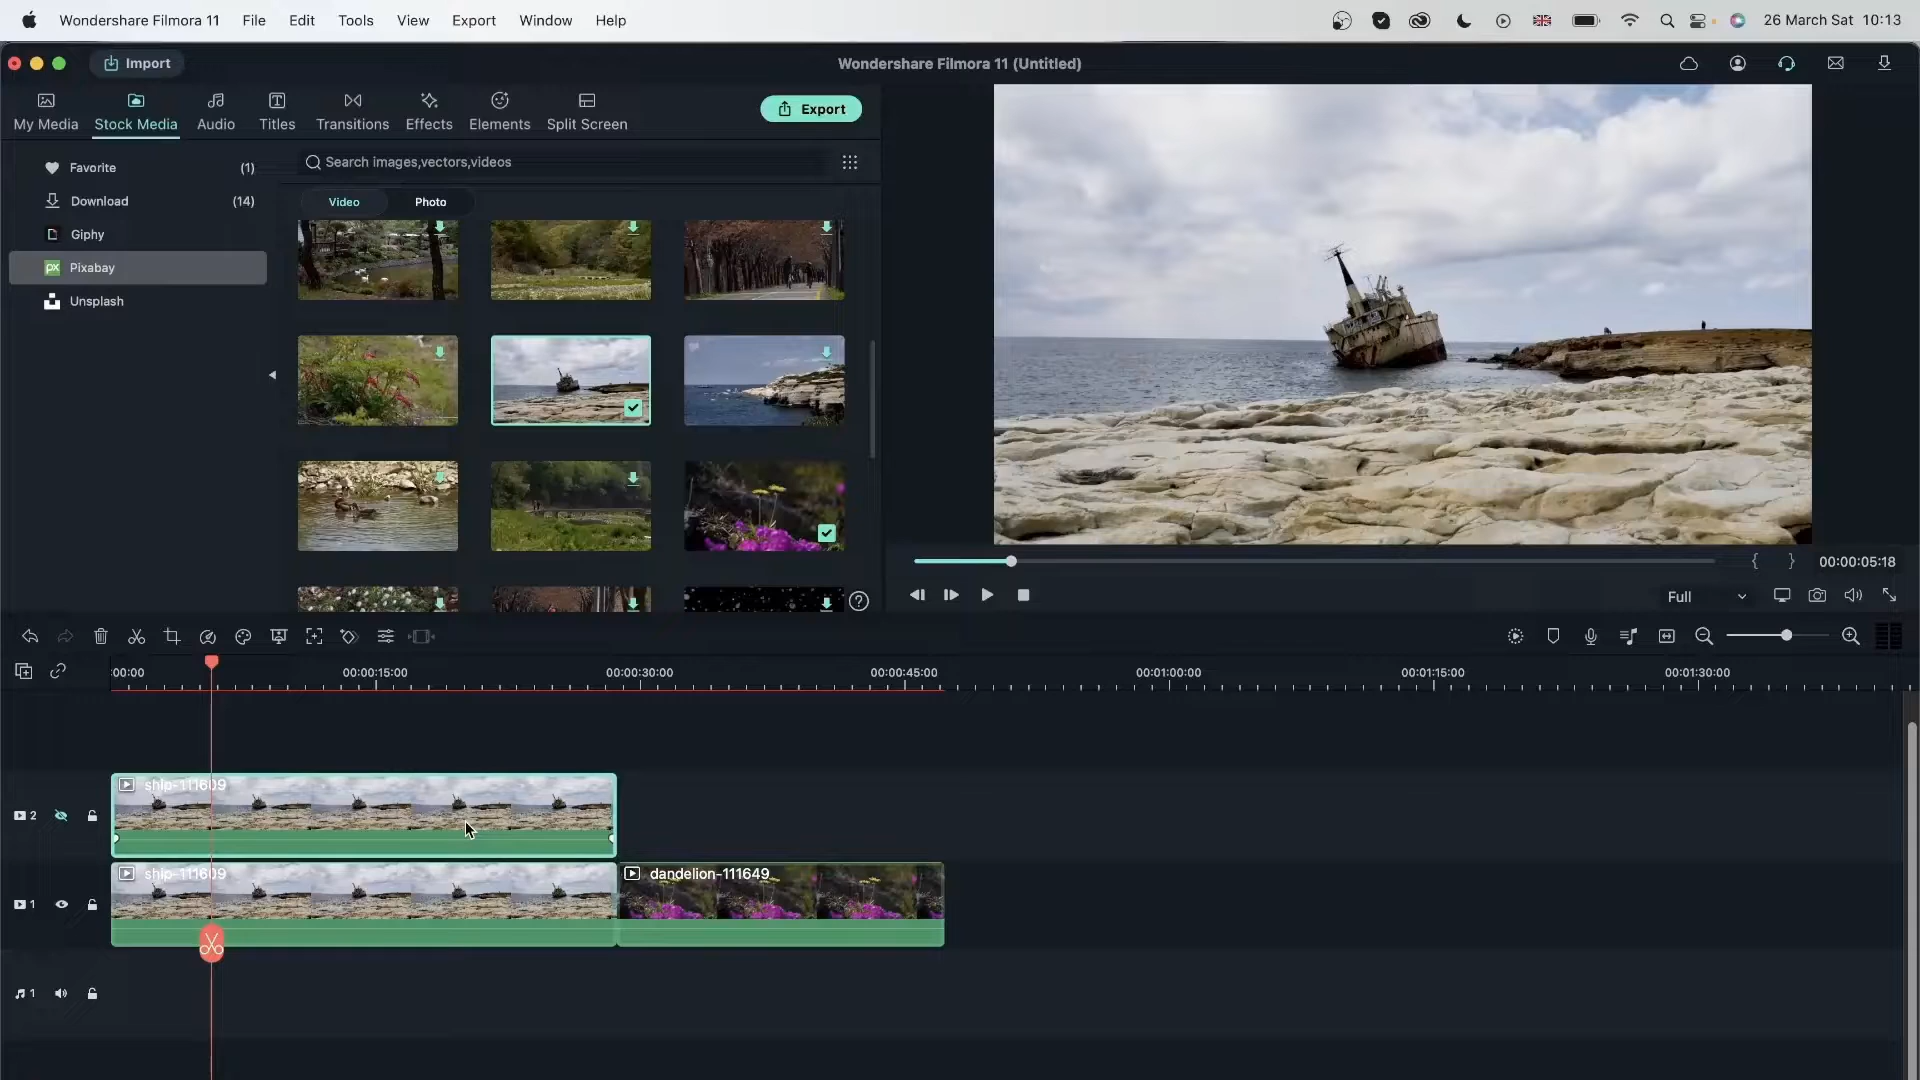 Wondershare Filmora 11 File Edit Tools View Export Window Help 26 March Sat 10:13
Import Wondershare Filmora 11 (Untitled)
My Media Stock Media Audio Titles Transitions Effects Elements Split Screen Export
Favorite (1)
Download (14)
Giphy
px Pixabay
Unsplash
Search images,vectors,videos
Video Photo
{ } 00:00:05:18
Full
:00:00 00:00:15:00 00:00:30:00 00:00:45:00 00:01:00:00 00:01:15:00 00:01:30:00
2 ship-111609
1 ship-111609 dandelion-111649
1